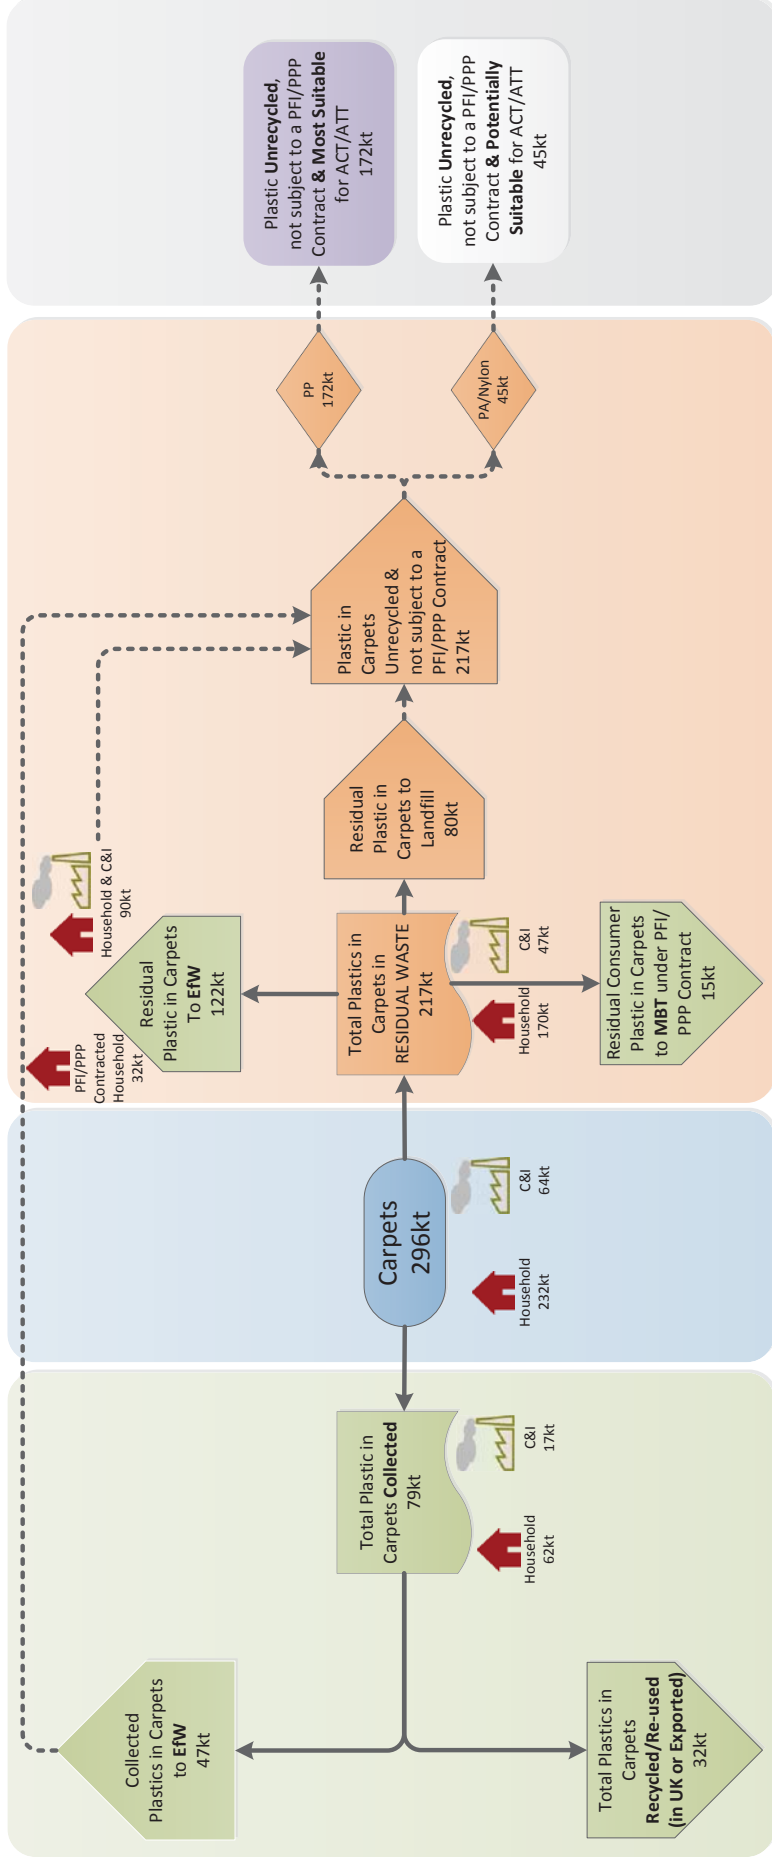 Collected
Plastics in Carpets
to EfW
47kt
Total Plastics in
Carpets
Recycled/Re-used
(in UK or Exported)
32kt
Total Plastic in
Carpets Collected
79kt
Household
62kt
C&I
17kt
Carpets
296kt
Household
232kt
C&I
64kt
PFI/PPP
Contracted
Household
32kt
Residual
Plastic in Carpets
To EfW
122kt
Household & C&I
90kt
Total Plastics in
Carpets in
RESIDUAL WASTE
217kt
Household
170kt
C&I
47kt
Residual Consumer
Plastic in Carpets
to MBT under PFI/
PPP Contract
15kt
Residual
Plastic in
Carpets to
Landfill
80kt
Plastic in
Carpets
Unrecycled &
not subject to a
PFI/PPP Contract
217kt
PP
172kt
PA/Nylon
45kt
Plastic Unrecycled,
not subject to a PFI/PPP
Contract & Most Suitable
for ACT/ATT
172kt
Plastic Unrecycled,
not subject to a PFI/PPP
Contract & Potentially
Suitable for ACT/ATT
45kt